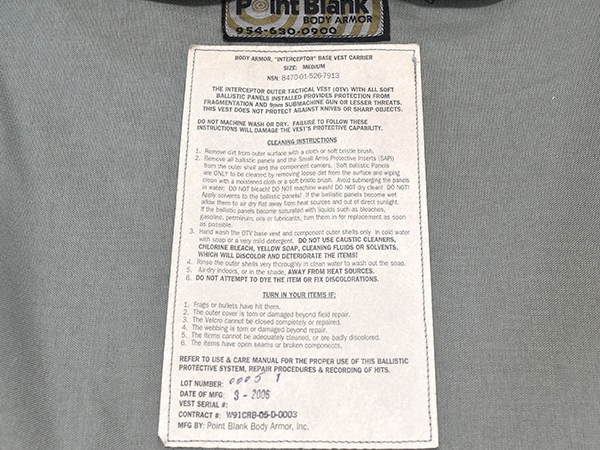 Point Blank
BODY ARMOR
954-630-0900
BODY ARMOR, "INTERCEPTOR" BASE VEST CARRIER
SIZE: MEDIUM
NSN: 8470-01-526-7913
THE INTERCEPTOR OUTER TACTICAL VEST (OTV) WITH ALL SOFT
BALLISTIC PANELS INSTALLED PROVIDES PROTECTION FROM
FRAGMENTATION AND 9mm SUBMACHINE GUN OR LESSER THREATS.
THIS VEST DOES NOT PROTECT AGAINST KNIVES OR SHARP OBJECTS.
DO NOT MACHINE WASH OR DRY. FAILURE TO FOLLOW THESE
INSTRUCTIONS WILL DAMAGE THE VEST'S PROTECTIVE CAPABILITY.
CLEANING INSTRUCTIONS
1. Remove dirt from outer surface with a cloth or soft bristle brush.
2. Remove all ballistic panels and the Small Arms Protective Inserts (SAPI)
from the outer shell and the component carriers. Soft ballistic Panels
are ONLY to be cleaned by removing loose dirt from the surface and wiping
clean with a moistened cloth or a soft bristle brush. Avoid submerging the panels
in water: DO NOT bleach! DO NOT machine wash! DO NOT dry clean! DO NOT!
Apply solvents to the ballistic panels! If the ballistic panels become wet
allow them to air dry flat away from heat sources and out of direct sunlight.
If the ballistic panels become saturated with liquids such as bleaches,
gasoline, petroleum, oils or lubricants, turn them in for replacement as soon
as possible.
3. Hand wash the OTV base vest and component outer shells only. In cold water
with soap or a very mild detergent. DO NOT USE CAUSTIC CLEANERS,
CHLORINE BLEACH, YELLOW SOAP, CLEANING FLUIDS OR SOLVENTS,
WHICH WILL DISCOLOR AND DETERIORATE THE ITEMS!
4. Rinse the outer shells very thoroughly in clean water to wash out the soap.
5. Air-dry indoors, or in the shade, AWAY FROM HEAT SOURCES.
6. DO NOT ATTEMPT TO DYE THE ITEM OR FIX DISCOLORATIONS.
TURN IN YOUR ITEMS IF:
1. Frags or bullets have hit them.
2. The outer cover is torn or damaged beyond field repair.
3. The Velcro cannot be closed completely or repaired.
4. The webbing is torn or damaged beyond repair.
5. The items cannot be adequately cleaned, or are badly discolored.
6. The items have open seams or broken components.
REFER TO USE & CARE MANUAL FOR THE PROPER USE OF THIS BALLISTIC
SYSTEM, REPAIR PROCEDURES & RECORDING OF HITS.
LOT NUMBER: 0005 1
DATE OF MFG: 3 - 2006
VEST SERIAL #:
CONTRACT #: W91CRB-05-D-0003
MFG BY: Point Blank Body Armor, Inc.